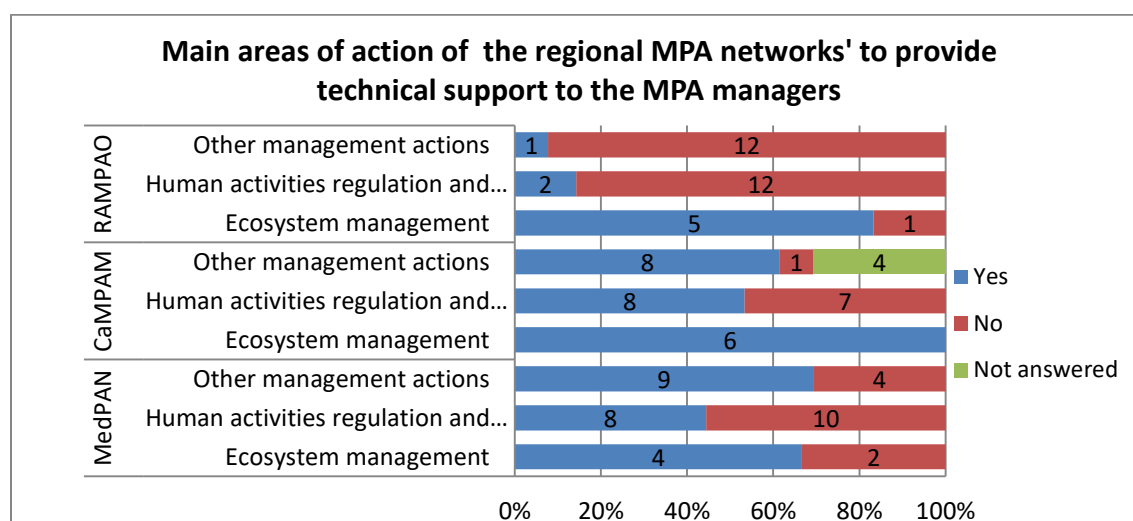 Main areas of action of  the regional MPA networks' to provide
technical support to the MPA managers
RAMPAO
Other management actions
1
12
Human activities regulation and...
2
12
Ecosystem management
5
1
CaMPAM
Other management actions
8
1
4
Human activities regulation and...
8
7
Ecosystem management
6
MedPAN
Other management actions
9
4
Human activities regulation and...
8
10
Ecosystem management
4
2
Yes
No
Not answered
0% 20% 40% 60% 80% 100%